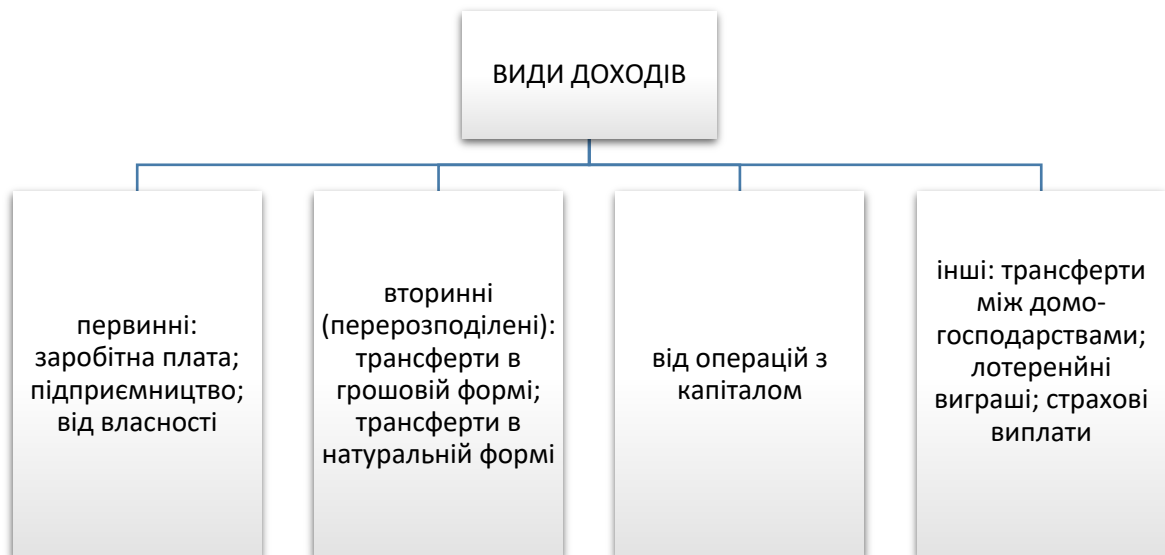 ВИДИ ДОХОДІВ
первинні:
заробітна плата;
підприємництво;
від власності
вторинні
(перерозподілені):
трансферти в
грошовій формі;
трансферти в
натуральній формі
від операцій з
капіталом
інші: трансферти
між домо-
господарствами;
лотеренйні
виграші; страхові
виплати